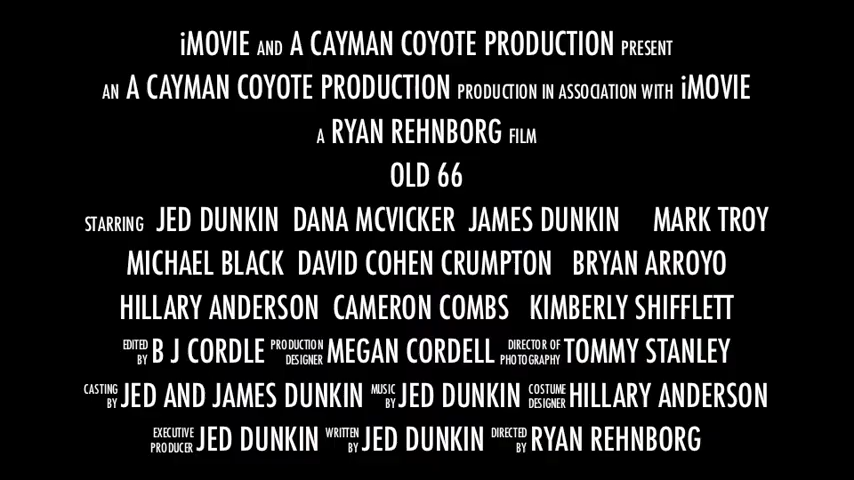 iMOVIE AND A CAYMAN COYOTE PRODUCTION PRESENT
AN A CAYMAN COYOTE PRODUCTION PRODUCTION IN ASSOCIATION WITH iMOVIE
A RYAN REHNBORG FILM
OLD 66
STARRING JED DUNKIN DANA MCVICKER JAMES DUNKIN MARK TROY
MICHAEL BLACK DAVID COHEN CRUMPTON BRYAN ARROYO
HILLARY ANDERSON CAMERON COMBS KIMBERLY SHIFFLETT
EDITED BY B J CORDLE PRODUCTION DESIGNER MEGAN CORDELL DIRECTOR OF PHOTOGRAPHY TOMMY STANLEY
CASTING BY JED AND JAMES DUNKIN MUSIC BY JED DUNKIN COSTUME DESIGNER HILLARY ANDERSON
EXECUTIVE PRODUCER JED DUNKIN WRITTEN BY JED DUNKIN DIRECTED BY RYAN REHNBORG